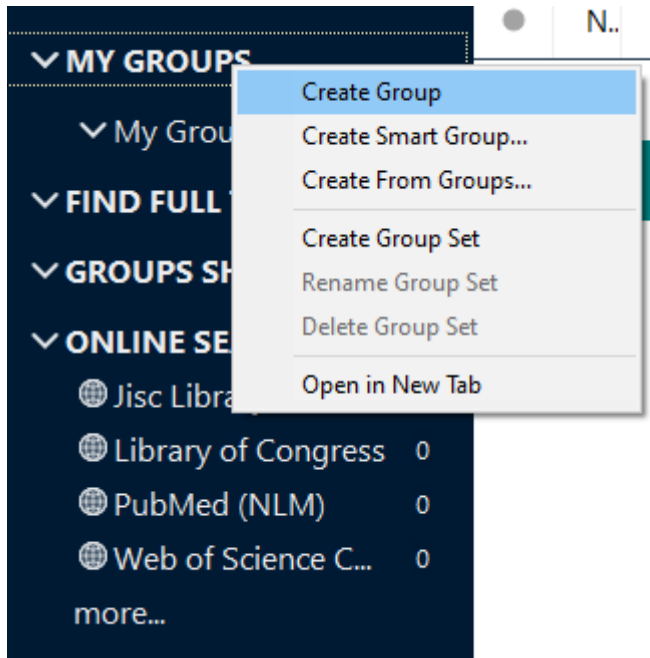 N..
MY GROUPS
Create Group
My Grou
Create Smart Group...
Create From Groups...
FIND FULL
Create Group Set
GROUPS SH
Rename Group Set
Delete Group Set
ONLINE SE
Open in New Tab
Jisc Libra
Library of Congress 0
PubMed (NLM) 0
Web of Science C... 0
more...